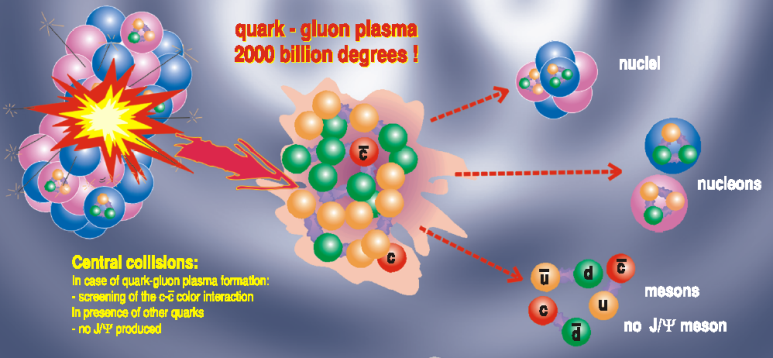 quark - gluon plasma
2000 billion degrees !
nuclei
c̅
nucleons
c
Central collisions:
In case of quark-gluon plasma formation:
- screening of the c-c̅ color interaction
In presence of other quarks
- no J/Ψ produced
u̅ d c̅
c u
d̅
mesons
no J/Ψ meson